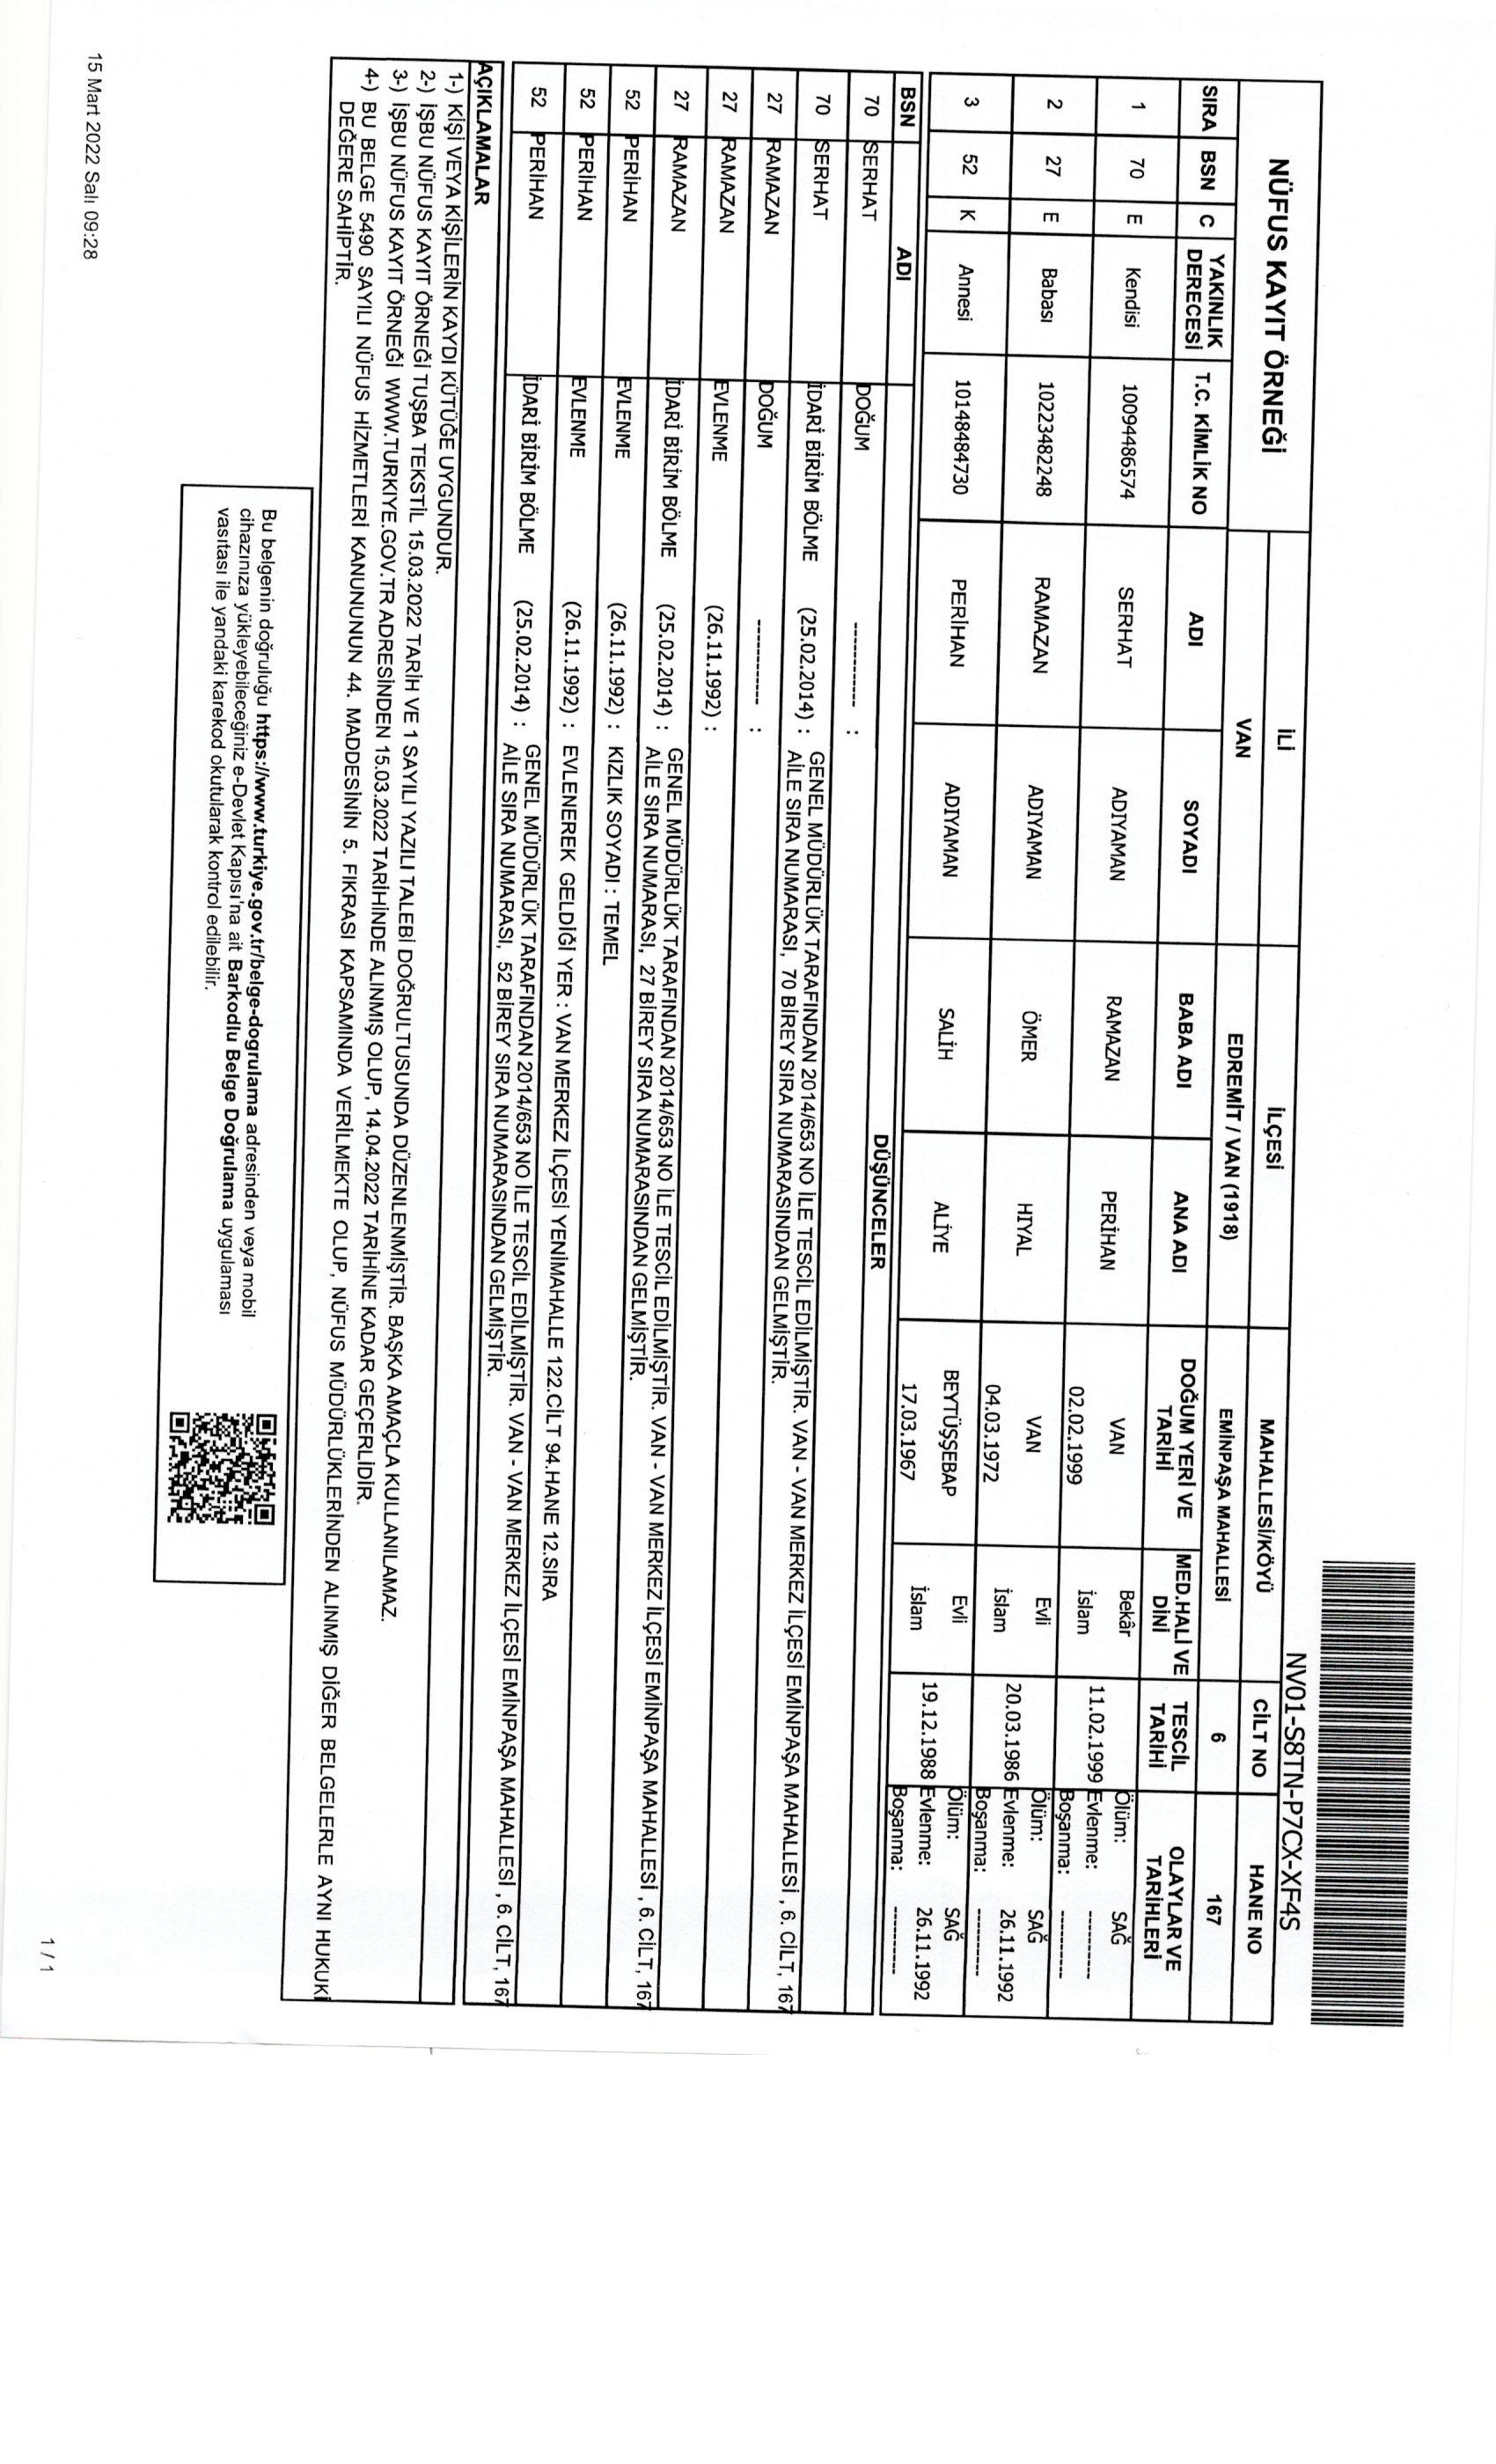 NV01-S8TN-P7CX-XF4S
NÜFUS KAYIT ÖRNEĞİ
İLİ İLÇESİ MAHALLESİ/KÖYÜ CİLT NO HANE NO
VAN EDREMİT / VAN (1918) EMİNPAŞA MAHALLESİ 6 167
SIRA BSN C YAKINLIK DERECESİ T.C. KİMLİK NO ADI SOYADI BABA ADI ANA ADI DOĞUM YERİ VE TARİHİ MED.HALİ VE DİNİ TESCİL TARİHİ OLAYLAR VE TARİHLERİ
1 70 E Kendisi 10094486574 SERHAT ADIYAMAN RAMAZAN PERİHAN VAN 02.02.1999 Bekâr İslam 11.02.1999 Ölüm: SAĞ Evlenme: ---------- Boşanma: ----------
2 27 E Babası 10223482248 RAMAZAN ADIYAMAN ÖMER HIYAL VAN 04.03.1972 Evli İslam 20.03.1986 Ölüm: SAĞ Evlenme: 26.11.1992 Boşanma: ----------
3 52 K Annesi 10148484730 PERİHAN ADIYAMAN SALİH ALİYE BEYTÜŞŞEBAP 17.03.1967 Evli İslam 19.12.1988 Ölüm: SAĞ Evlenme: 26.11.1992 Boşanma: ----------
BSN ADI DÜŞÜNCELER
70 SERHAT DOĞUM ----------- :
70 SERHAT İDARİ BİRİM BÖLME (25.02.2014) : GENEL MÜDÜRLÜK TARAFINDAN 2014/653 NO İLE TESCİL EDİLMİŞTİR. VAN - VAN MERKEZ İLÇESİ EMİNPAŞA MAHALLESİ , 6. CİLT, 167
AİLE SIRA NUMARASI, 70 BİREY SIRA NUMARASINDAN GELMİŞTİR.
27 RAMAZAN DOĞUM ----------- :
27 RAMAZAN EVLENME (26.11.1992) :
27 RAMAZAN İDARİ BİRİM BÖLME (25.02.2014) : GENEL MÜDÜRLÜK TARAFINDAN 2014/653 NO İLE TESCİL EDİLMİŞTİR. VAN - VAN MERKEZ İLÇESİ EMİNPAŞA MAHALLESİ , 6. CİLT, 167
AİLE SIRA NUMARASI, 27 BİREY SIRA NUMARASINDAN GELMİŞTİR.
52 PERİHAN EVLENME (26.11.1992) : KIZLIK SOYADI : TEMEL
52 PERİHAN EVLENME (26.11.1992) : EVLENEREK GELDİĞİ YER : VAN MERKEZ İLÇESİ YENİMAHALLE 122.CİLT 94.HANE 12.SIRA
52 PERİHAN İDARİ BİRİM BÖLME (25.02.2014) : GENEL MÜDÜRLÜK TARAFINDAN 2014/653 NO İLE TESCİL EDİLMİŞTİR. VAN - VAN MERKEZ İLÇESİ EMİNPAŞA MAHALLESİ , 6. CİLT, 167
AİLE SIRA NUMARASI, 52 BİREY SIRA NUMARASINDAN GELMİŞTİR.
AÇIKLAMALAR
1-) KİŞİ VEYA KİŞİLERİN KAYDI KÜTÜĞE UYGUNDUR.
2-) İŞBU NÜFUS KAYIT ÖRNEĞİ TUŞBA TEKSTİL 15.03.2022 TARİH VE 1 SAYILI YAZILI TALEBİ DOĞRULTUSUNDA DÜZENLENMİŞTİR. BAŞKA AMAÇLA KULLANILAMAZ.
3-) İŞBU NÜFUS KAYIT ÖRNEĞİ WWW.TURKIYE.GOV.TR ADRESİNDEN 15.03.2022 TARİHİNDE ALINMIŞ OLUP, 14.04.2022 TARİHİNE KADAR GEÇERLİDİR.
4-) BU BELGE 5490 SAYILI NÜFUS HİZMETLERİ KANUNUNUN 44. MADDESİNİN 5. FIKRASI KAPSAMINDA VERİLMEKTE OLUP, NÜFUS MÜDÜRLÜKLERİNDEN ALINMIŞ DİĞER BELGELERLE AYNI HUKUKİ
DEĞERE SAHİPTİR.
Bu belgenin doğruluğu https://www.turkiye.gov.tr/belge-dogrulama adresinden veya mobil
cihazınıza yükleyebileceğiniz e-Devlet Kapısı'na ait Barkodlu Belge Doğrulama uygulaması
vasıtası ile yandaki karekod okutularak kontrol edilebilir.
15 Mart 2022 Salı 09:28
1 / 1